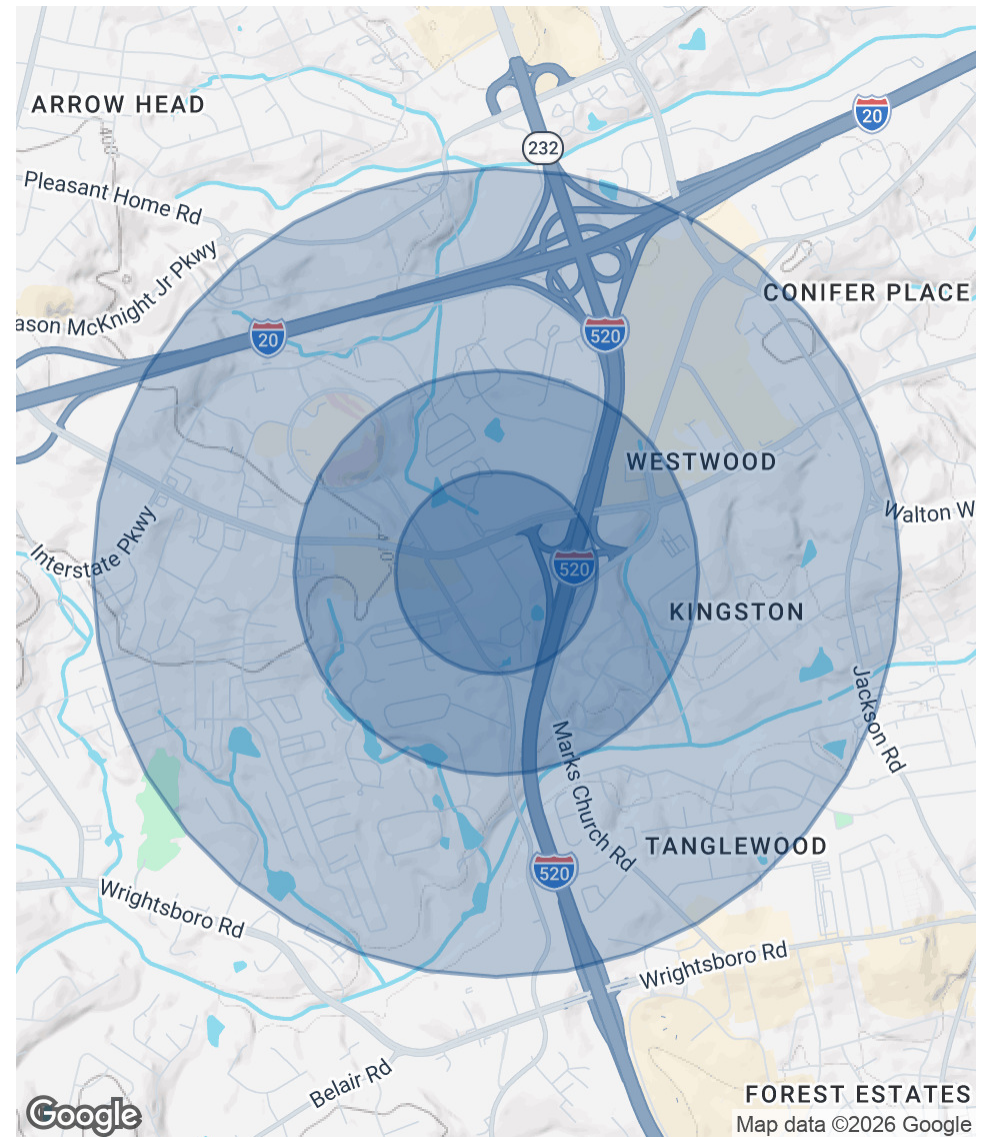 ARROW HEAD
400
20
232
Pleasant Home Rd
ason McKnight Jr Pkwy
CONIFER PLACE
20
520
WESTWOOD
Walton W
Interstate Pkwy
520
KINGSTON
Jackson Rd
Marks Church Rd
TANGLEWOOD
520
Wrightsboro Rd
Wrightsboro Rd
Belair Rd
FOREST ESTATES
Google
Map data ©2026 Google